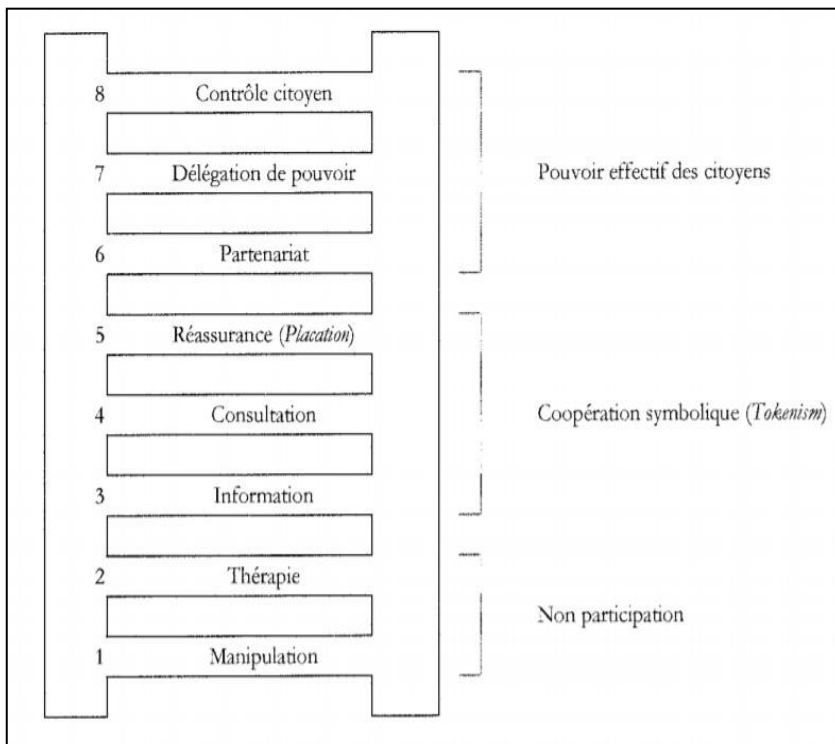 8 Contrôle citoyen
7 Délégation de pouvoir
Pouvoir effectif des citoyens
6 Partenariat
5 Réassurance (Placation)
4 Consultation
Coopération symbolique (Tokenism)
3 Information
2 Thérapie
Non participation
1 Manipulation